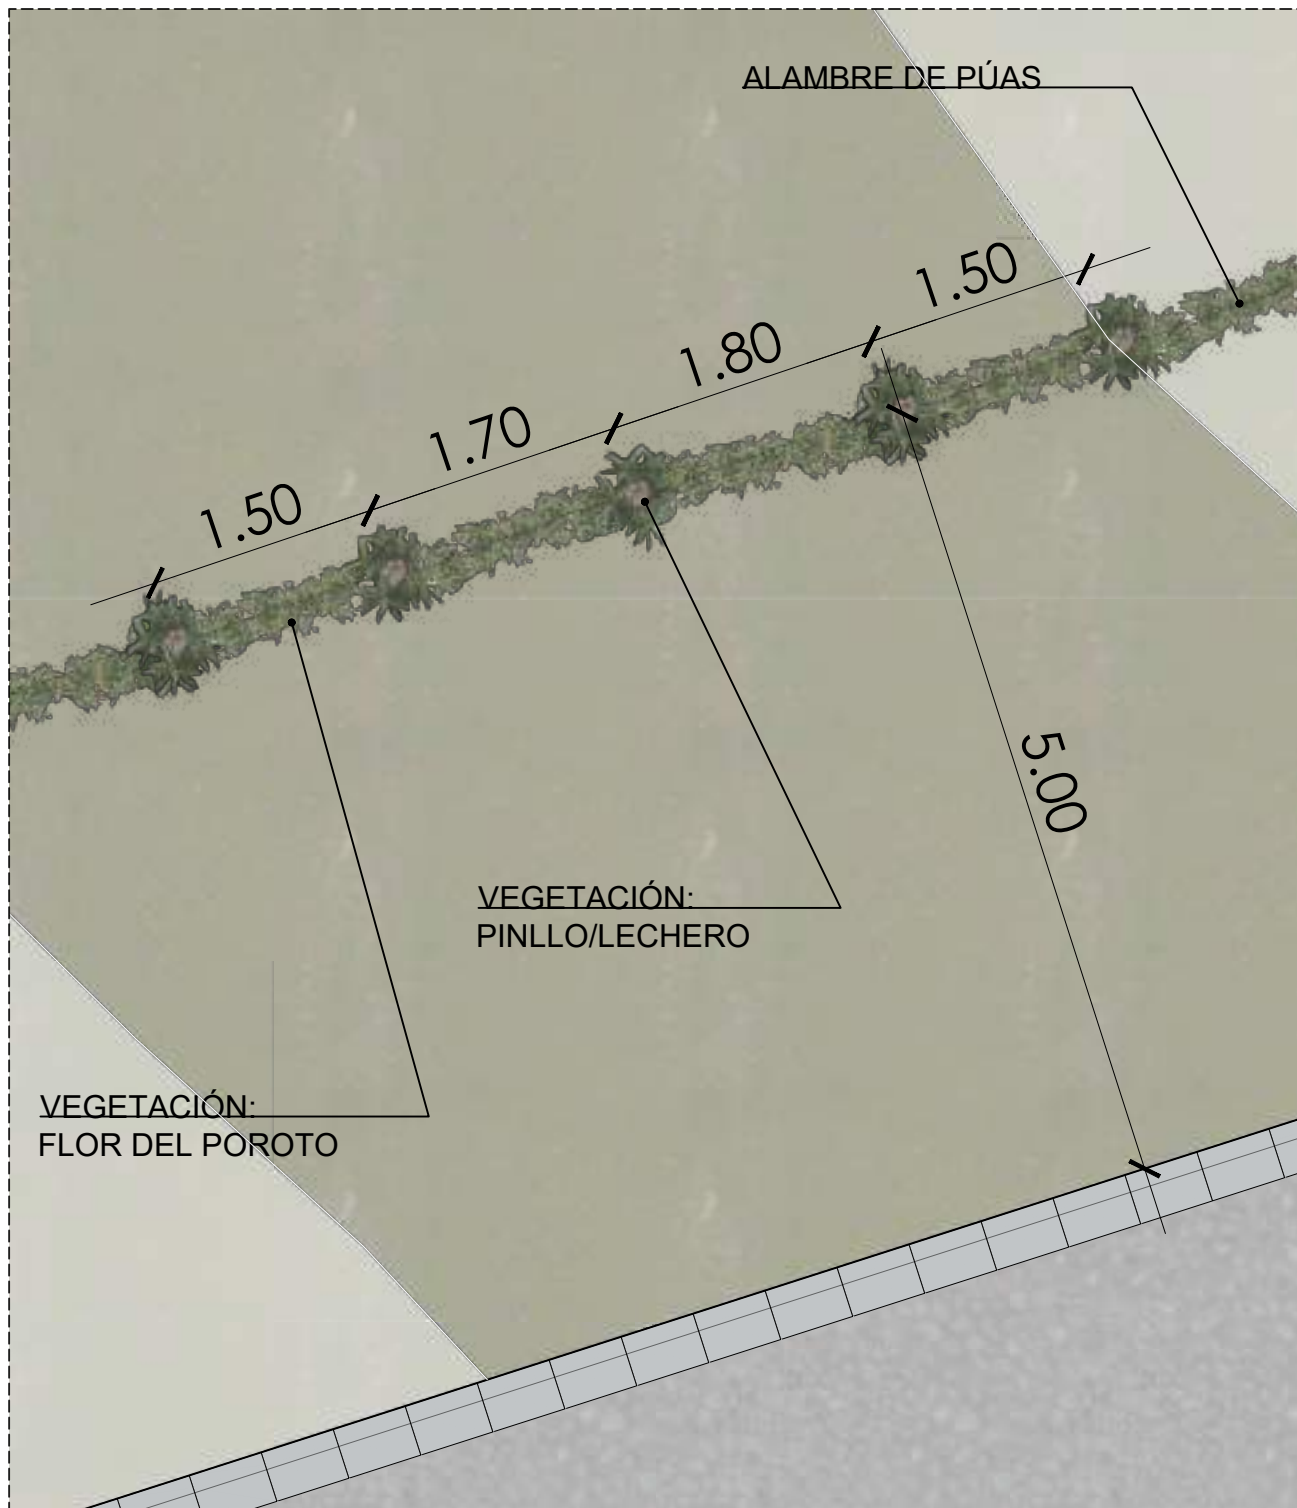 ALAMBRE DE PÚAS
1.50
1.80
1.70
1.50
5.00
VEGETACIÓN:
PINLLO/LECHERO
VEGETACIÓN:
FLOR DEL POROTO